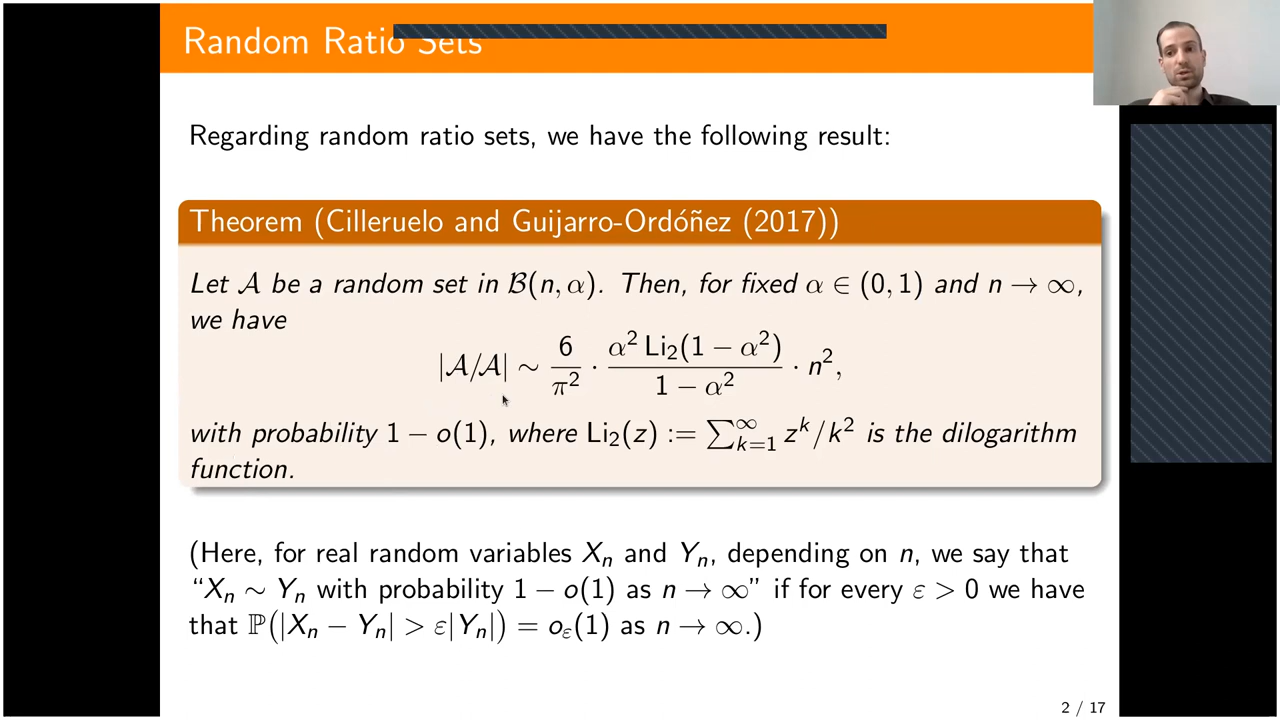 Random Ratio Sets
Regarding random ratio sets, we have the following result:
Theorem (Cilleruelo and Guijarro-Ordóñez (2017))
Let 𝒜 be a random set in ℬ(n, α). Then, for fixed α ∈ (0, 1) and n → ∞,
we have
|𝒜/𝒜| ∼ 6/π² · α² Li₂(1 − α²)/(1 − α²) · n²,
with probability 1 − o(1), where Li₂(z) := ∑_{k=1}^{∞} z^k/k² is the dilogarithm
function.
(Here, for real random variables Xₙ and Yₙ, depending on n, we say that
“Xₙ ∼ Yₙ with probability 1 − o(1) as n → ∞” if for every ε > 0 we have
that ℙ(|Xₙ − Yₙ| > ε|Yₙ|) = o_ε(1) as n → ∞.)
2 / 17